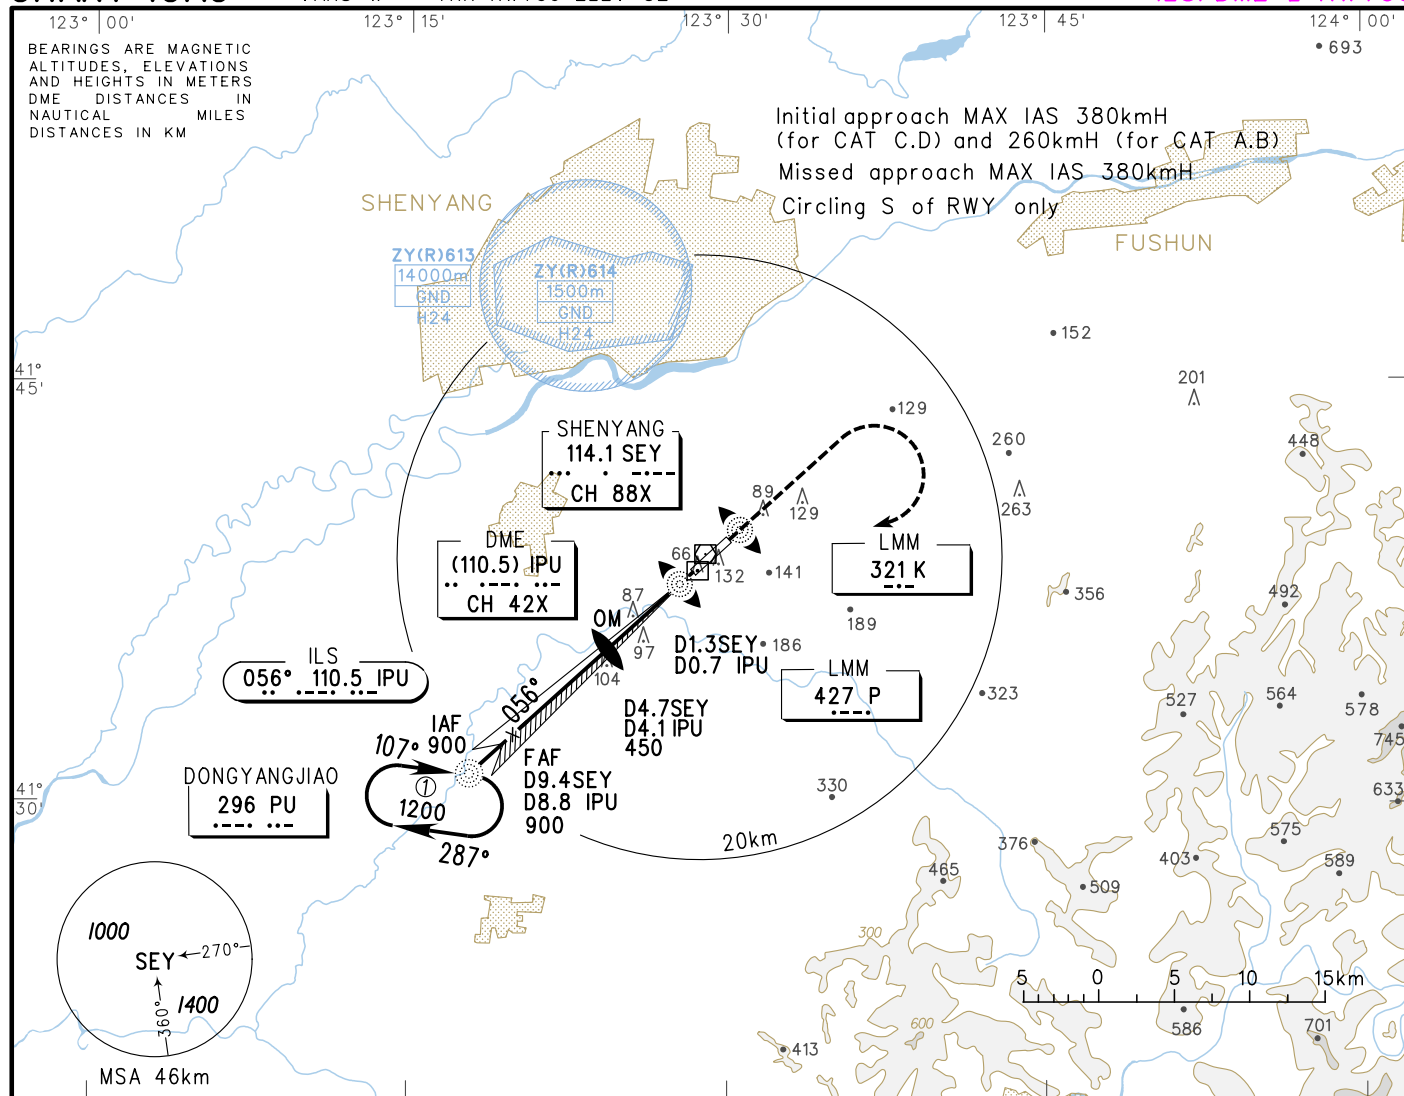 123° 00'
123° 15'
123° 30'
123° 45'
124° 00'
BEARINGS ARE MAGNETIC
ALTITUDES, ELEVATIONS
AND HEIGHTS IN METERS
DME DISTANCES IN
NAUTICAL MILES
DISTANCES IN KM
693
Initial approach MAX IAS 380kmH
(for CAT C.D) and 260kmH (for CAT A.B)
Missed approach MAX IAS 380kmH
Circling S of RWY only
SHENYANG
FUSHUN
ZY(R)613
14000m
GND
H24
ZY(R)614
1500m
GND
H24
152
41°
45'
201
129
SHENYANG
114.1 SEY
CH 88X
260
448
263
89
129
DME
(110.5) IPU
CH 42X
66
132
141
LMM
321 K
356
492
87
OM
97
104
189
186
D1.3SEY
D0.7 IPU
ILS
056° 110.5 IPU
LMM
427 P
323
527
564
578
745
056°
D4.7SEY
D4.1 IPU
450
IAF
900
107°
1
1200
287°
FAF
D9.4SEY
D8.8 IPU
900
DONGYANGJIAO
296 PU
41°
30'
330
633
20km
376
575
403
589
465
509
1000
SEY
270°
1400
360°
MSA 46km
300
600
413
5 0 5 10 15km
586
701